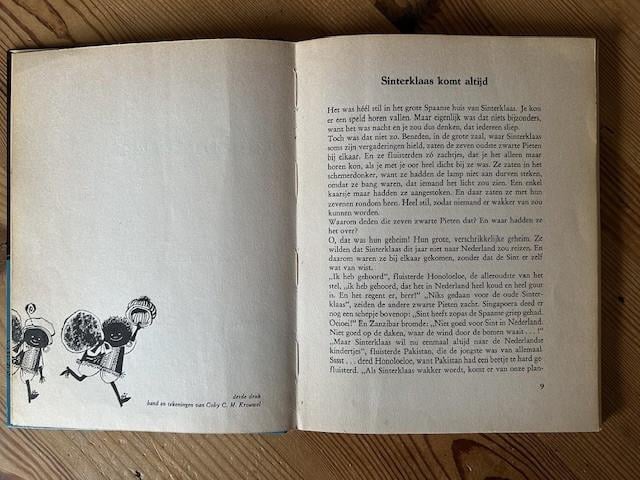 derde druk
band en tekeningen van Coby C. M. Krouwel
Sinterklaas komt altijd
Het was héél stil in het grote Spaanse huis van Sinterklaas. Je kon
er een speld horen vallen. Maar eigenlijk was dat niets bijzonders,
want het was nacht en je zou dus denken, dat iedereen sliep.
Toch was dat niet zo. Beneden, in de grote zaal, waar Sinterklaas
soms zijn vergaderingen hield, zaten de zeven oudste zwarte Pieten
bij elkaar. En ze fluisterden zó zachtjes, dat je het alleen maar
horen kon, als je met je oor heel dicht bij ze was. Ze zaten in het
schemerdonker, want ze hadden de lamp niet aan durven steken,
omdat ze bang waren, dat iemand het licht zou zien. Een enkel
kaarsje maar hadden ze aangestoken. En daar zaten ze met hun
zevenen rondom heen. Heel stil, zodat niemand er wakker van zou
kunnen worden.
Waarom deden die zeven zwarte Pieten dat? En waar hadden ze
het over?
O, dat was hun geheim! Hun grote, verschrikkelijke geheim. Ze
wilden dat Sinterklaas dit jaar niet naar Nederland zou reizen. En
daarom waren ze bij elkaar gekomen, zonder dat de Sint er zelf
wat van wist.
„Ik heb gehoord”, fluisterde Honoloeloe, de alleroudste van het
stel, „ik heb gehoord, dat het in Nederland heel koud en heel guur
is. En het regent er, brrr!” „Niks gedaan voor de oude Sinter-
klaas”, zeiden de andere zwarte Pieten zacht. Singapoera deed er
nog een schepje bovenop: „Sint heeft zopas de Spaanse griep gehad.
Oeioei!” En Zanzibar bromde: „Niet goed voor Sint in Nederland.
Niet goed op de daken, waar de wind door de bomen waait . . . !”
„Maar Sinterklaas wil nu eenmaal altijd naar de Nederlandse
kindertjes”, fluisterde Pakistan, die de jongste was van allemaal.
Sssst . . . deed Honoloeloe, want Pakistan had een beetje te hard ge-
fluisterd. „Als Sinterklaas wakker wordt, komt er van onze plan-
9